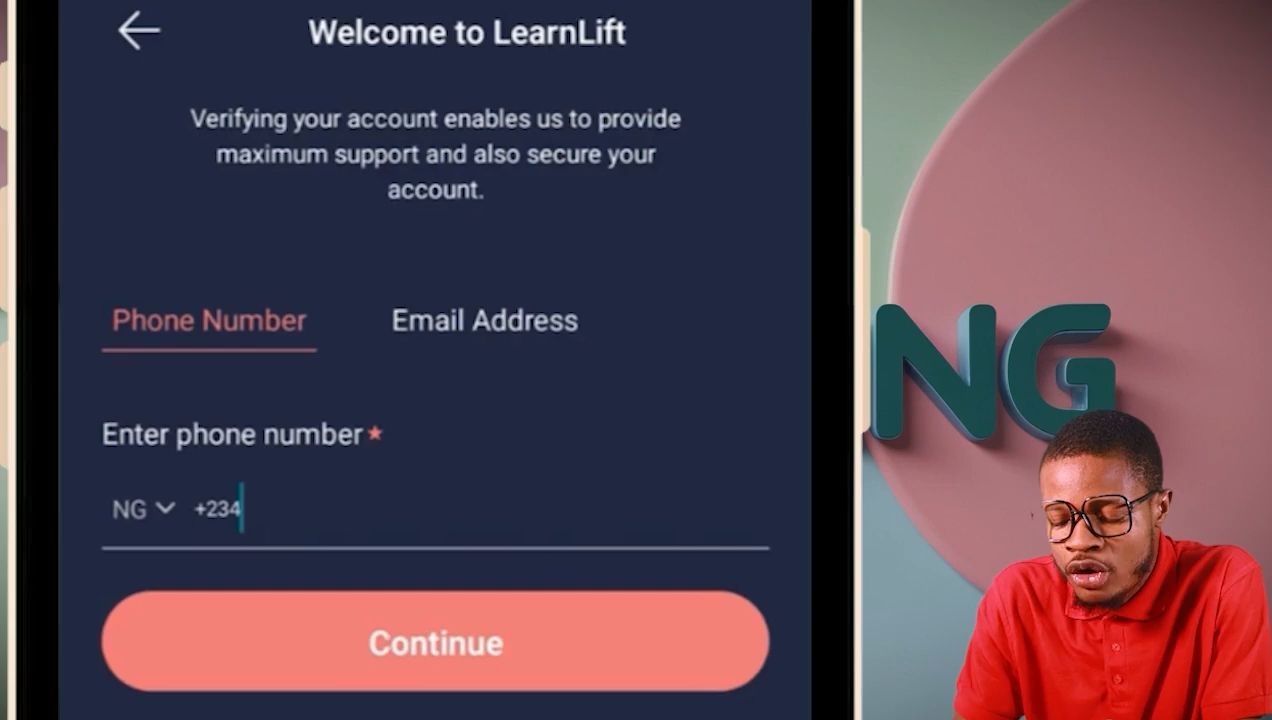 Welcome to LearnLift
Verifying your account enables us to provide
maximum support and also secure your
account.
Phone Number Email Address
Enter phone number *
NG +234
Continue
NG